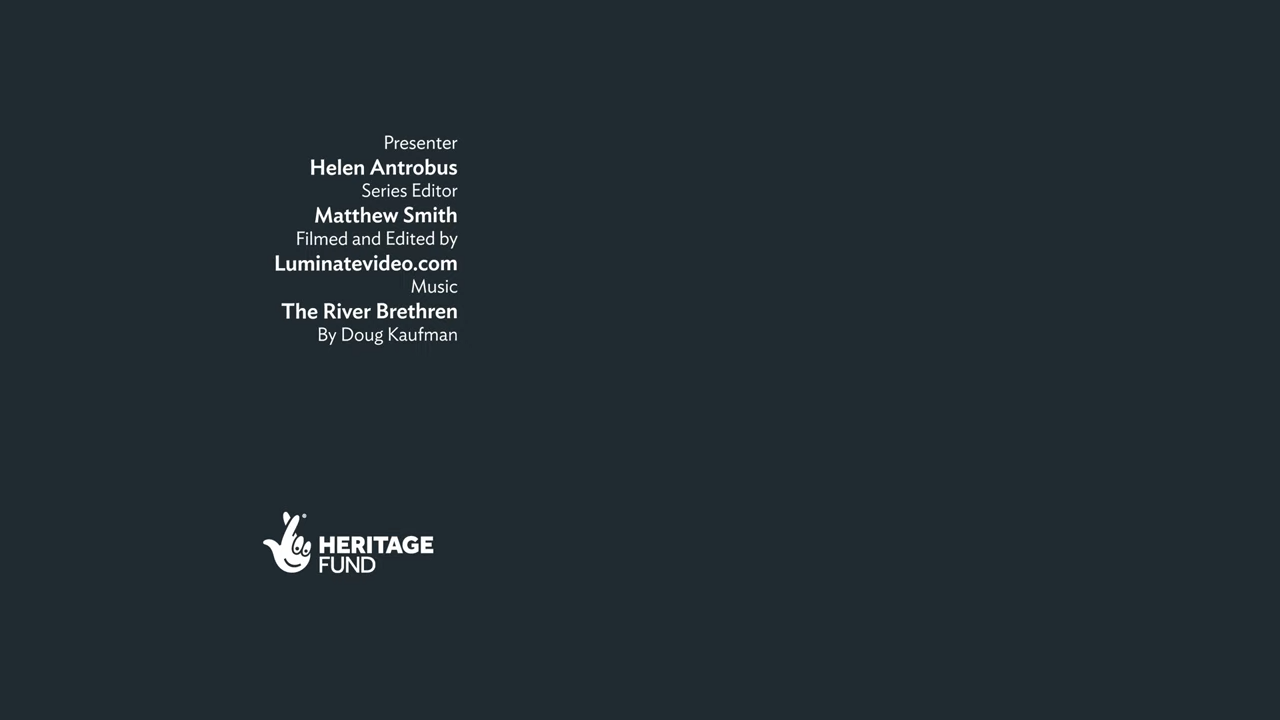 Presenter
Helen Antrobus
Series Editor
Matthew Smith
Filmed and Edited by
Luminatevideo.com
Music
The River Brethren
By Doug Kaufman
HERITAGE
FUND